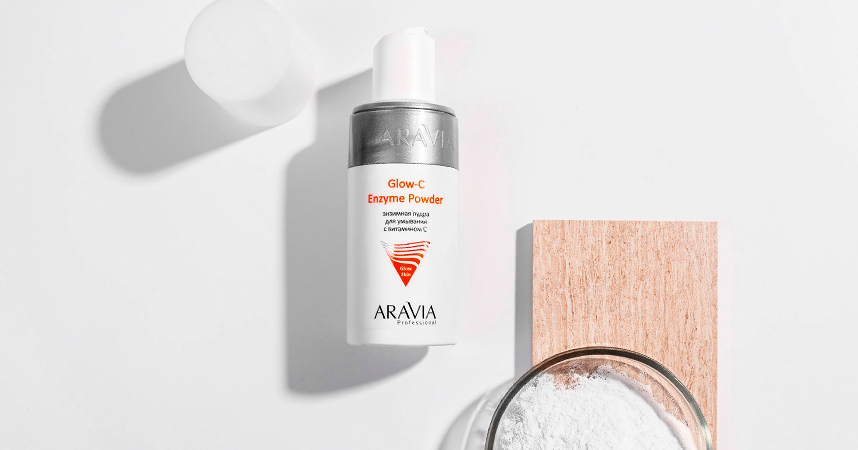 ARAVIA
Glow-C
Enzyme Powder
энзимная пудра
для умывания
с витамином С
Glow
Skin
ARAVIA
Professional